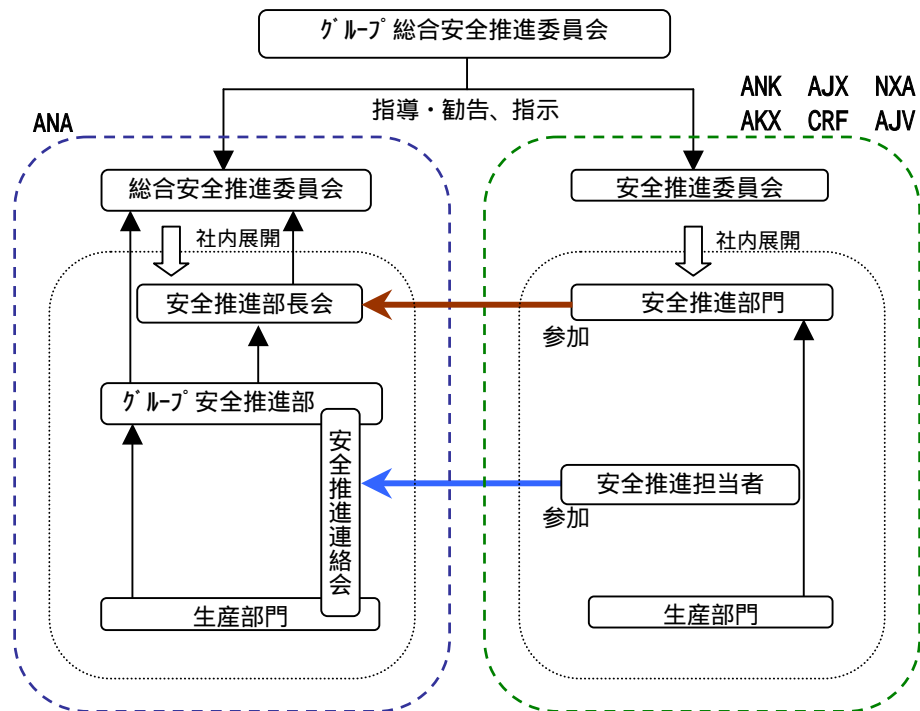 グループ総合安全推進委員会
指導・勧告、指示
ANK AJX NXA
AKX CRF AJV
ANA
総合安全推進委員会
安全推進委員会
社内展開
社内展開
安全推進部長会
安全推進部門
参加
グループ安全推進部
安全推進連絡会
安全推進担当者
参加
生産部門
生産部門